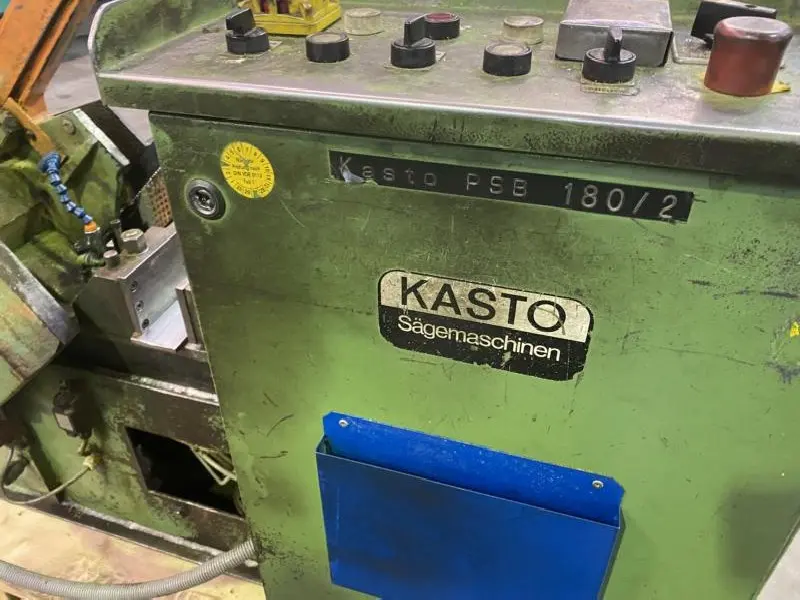 Kasto PSB 180/2
KASTO
Sägemaschinen